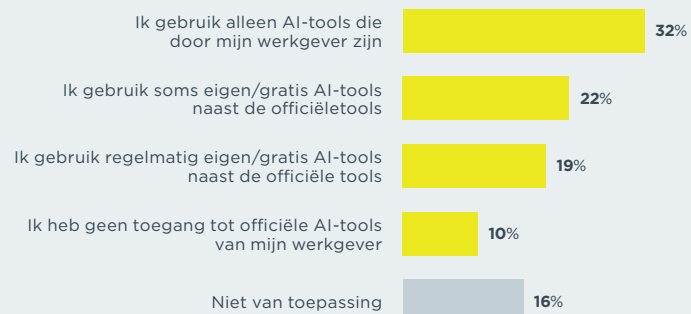 Ik gebruik alleen AI-tools die
door mijn werkgever zijn
32%
Ik gebruik soms eigen/gratis AI-tools
naast de officiëletools
22%
Ik gebruik regelmatig eigen/gratis AI-tools
naast de officiële tools
19%
Ik heb geen toegang tot officiële AI-tools
van mijn werkgever
10%
Niet van toepassing
16%